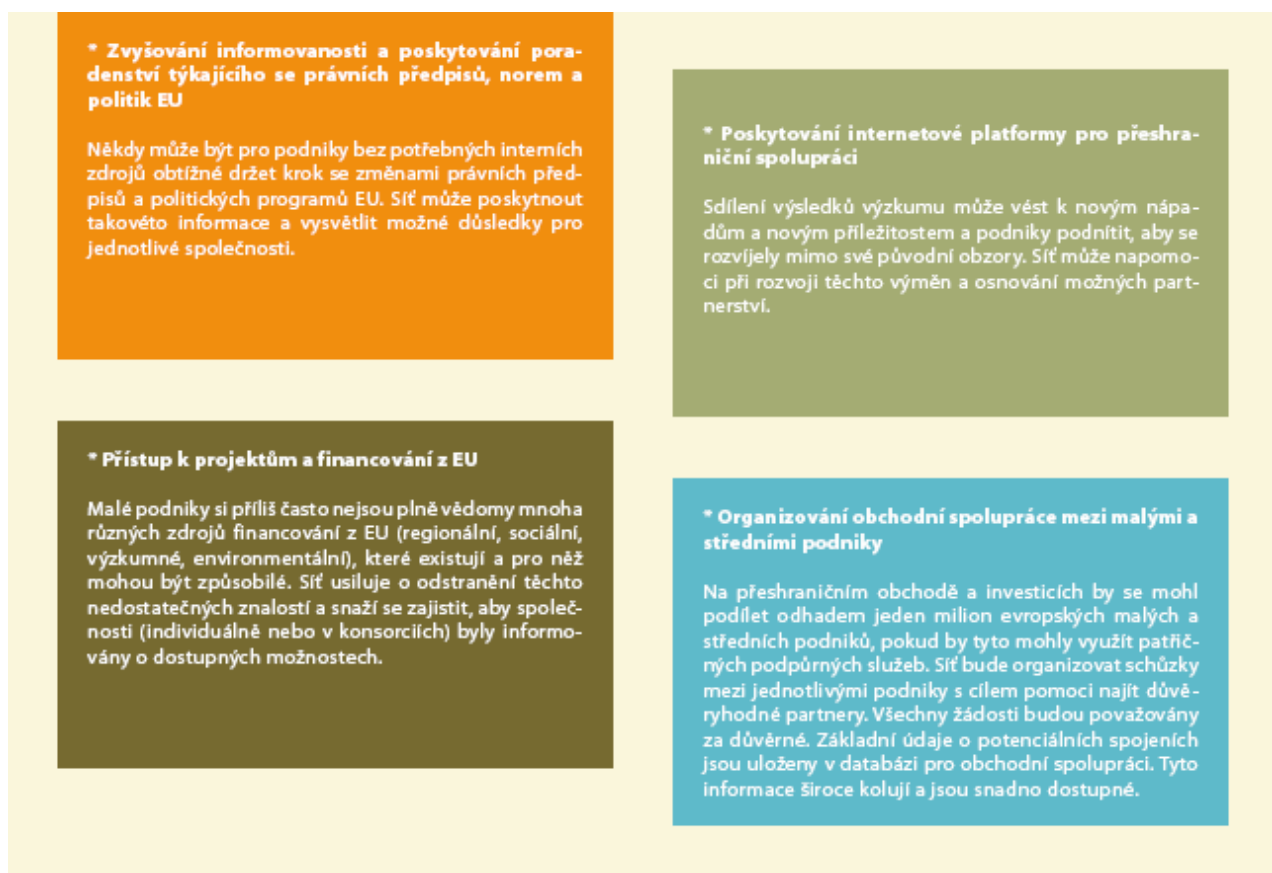 * Zvyšování informovanosti a poskytování pora-
denství týkajícího se právních předpisů, norem a
politik EU
Někdy může být pro podniky bez potřebných interních
zdrojů obtížné držet krok se změnami právních před-
pisů a politických programů EU. Síť může poskytnout
takovéto informace a vysvětlit možné důsledky pro
jednotlivé společnosti.
* Poskytování internetové platformy pro přeshra-
niční spolupráci
Sdílení výsledků výzkumu může vést k novým nápa-
dům a novým příležitostem a podniky podnítit, aby se
rozvíjely mimo své původní obzory. Síť může napomo-
ci při rozvoji těchto výměn a osnování možných part-
nerství.
* Přístup k projektům a financování z EU
Malé podniky si příliš často nejsou plně vědomy mnoha
různých zdrojů financování z EU (regionální, sociální,
výzkumné, environmentální), které existují a pro něž
mohou být způsobilé. Síť usiluje o odstranění těchto
nedostatečných znalostí a snaží se zajistit, aby společ-
nosti (individuálně nebo v konsorciích) byly informo-
vány o dostupných možnostech.
* Organizování obchodní spolupráce mezi malými a
středními podniky
Na přeshraničním obchodě a investicích by se mohl
podílet odhadem jeden milion evropských malých a
středních podniků, pokud by tyto mohly využít patřič-
ných podpůrných služeb. Síť bude organizovat schůzky
mezi jednotlivými podniky s cílem pomoci najít důvě-
ryhodné partnery. Všechny žádosti budou považovány
za důvěrné. Základní údaje o potenciálních spojeních
jsou uloženy v databázi pro obchodní spolupráci. Tyto
informace široce kolují a jsou snadno dostupné.